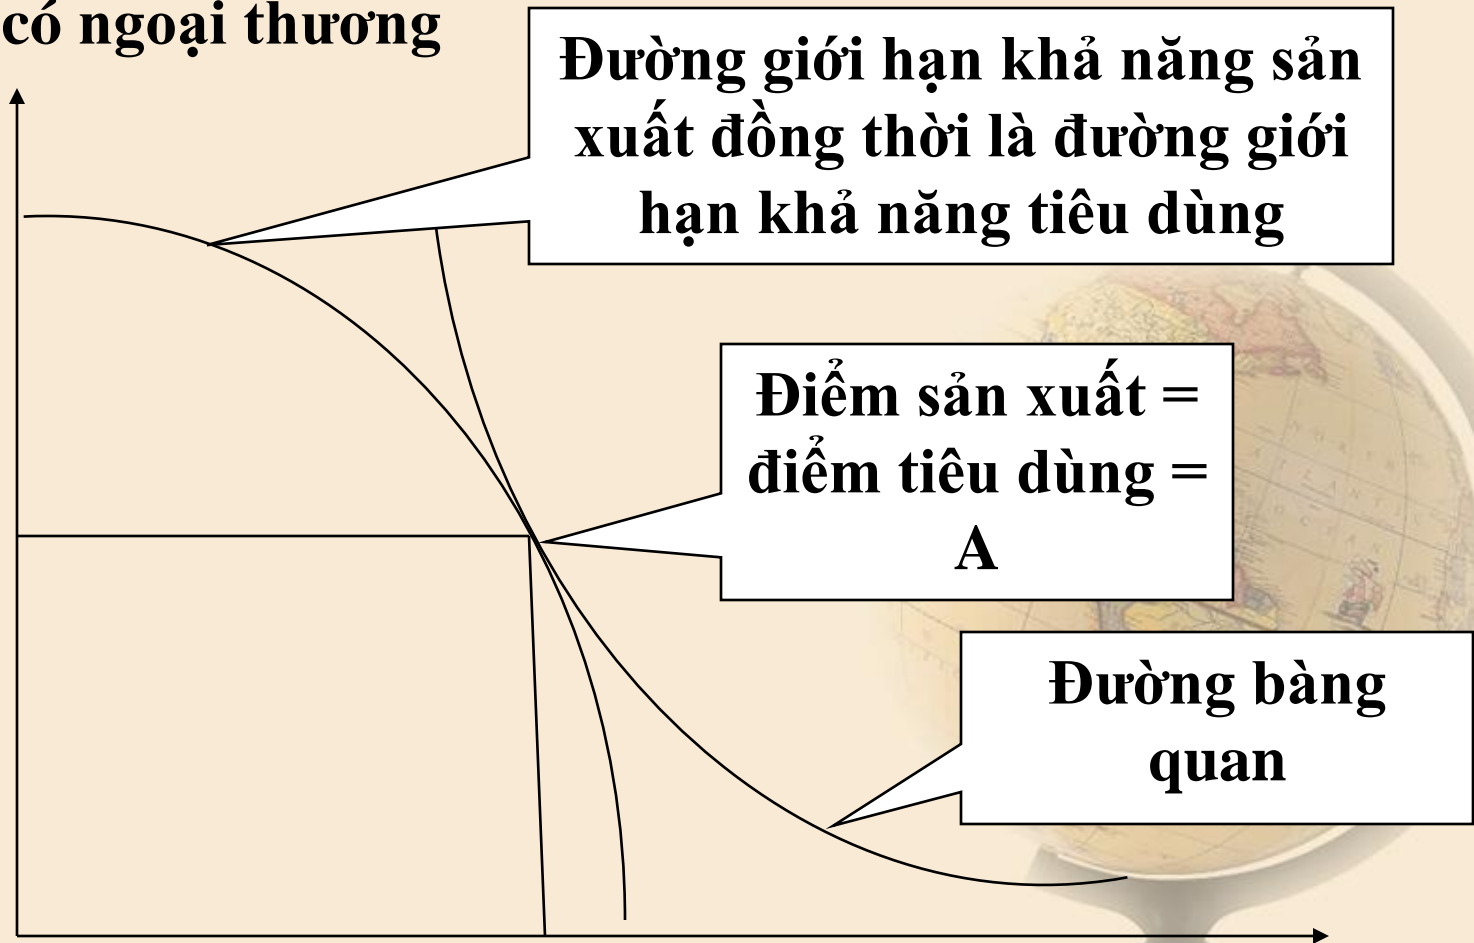 có ngoại thương
Đường giới hạn khả năng sản
xuất đồng thời là đường giới
hạn khả năng tiêu dùng
Điểm sản xuất =
điểm tiêu dùng =
A
Đường bàng
quan